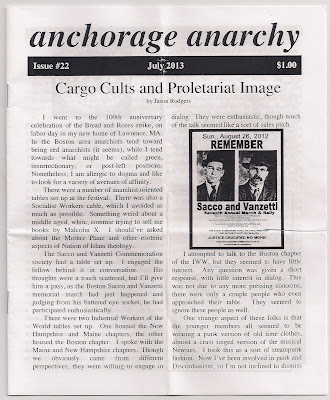 anchorage anarchy
Issue #22 July 2013 $1.00
Cargo Cults and Proletariat Image
by Jason Rodgers
I went to the 100th anniversary
celebration of the Bread and Roses strike, on
labor day in my new home of Lawrence, MA.
In the Boston area anarchists tend toward
being red anarchists (it seems), while I tend
towards what might be called green,
insurrectionary, or post-left positions.
Nonetheless, I am allergic to dogma and like
to look for a variety of avenues of affinity.
There were a number of anarchist oriented
tables set up at the festival. There was also a
Socialist Workers table, which I avoided as
much as possible. Something weird about a
middle aged, white, commie trying to sell me
books by Malcolm X. I should've asked
about the Mother Plane and other esoteric
aspects of Nation of Islam theology.
The Sacco and Vanzetti Commemoration
society had a table set up. I engaged the
fellow behind it in conversation. His
thoughts were a touch scattered, but I'll give
him a pass, as the Boston Sacco and Vanzetti
memorial march had just happened and
judging from his battered eye socket, he had
participated enthusiastically.
There were two Industrial Workers of the
World tables set up. One housed the New
Hampshire and Maine chapters, the other
housed the Boston chapter. I spoke with the
Maine and New Hampshire chapters. Though
we obviously came from different
perspectives, they were willing to engage in
dialog. They were enthusiastic, though much
of the talk seemed like a sort of sales pitch.
Sun., August 26, 2012
REMEMBER
Sacco and Vanzetti
Seventh Annual March & Rally
JUSTICE CRUCIFIED NO MORE!
I attempted to talk to the Boston chapter
of the IWW, but they seemed to have little
interest. Any question was given a short
response, with little interest in dialog. This
was not due to any more pressing concerns,
there were only a couple people who even
approached their table. They seemed to
ignore these people as well.
One strange aspect of these folks is that
the younger members all seemed to be
wearing a punk version of old time clothes,
almost a crust tinged version of the musical
Newsies. I took this as a sort of steampunk
fashion. Now I've been involved in punk and
Discordianism, so I'm not inclined to dismiss